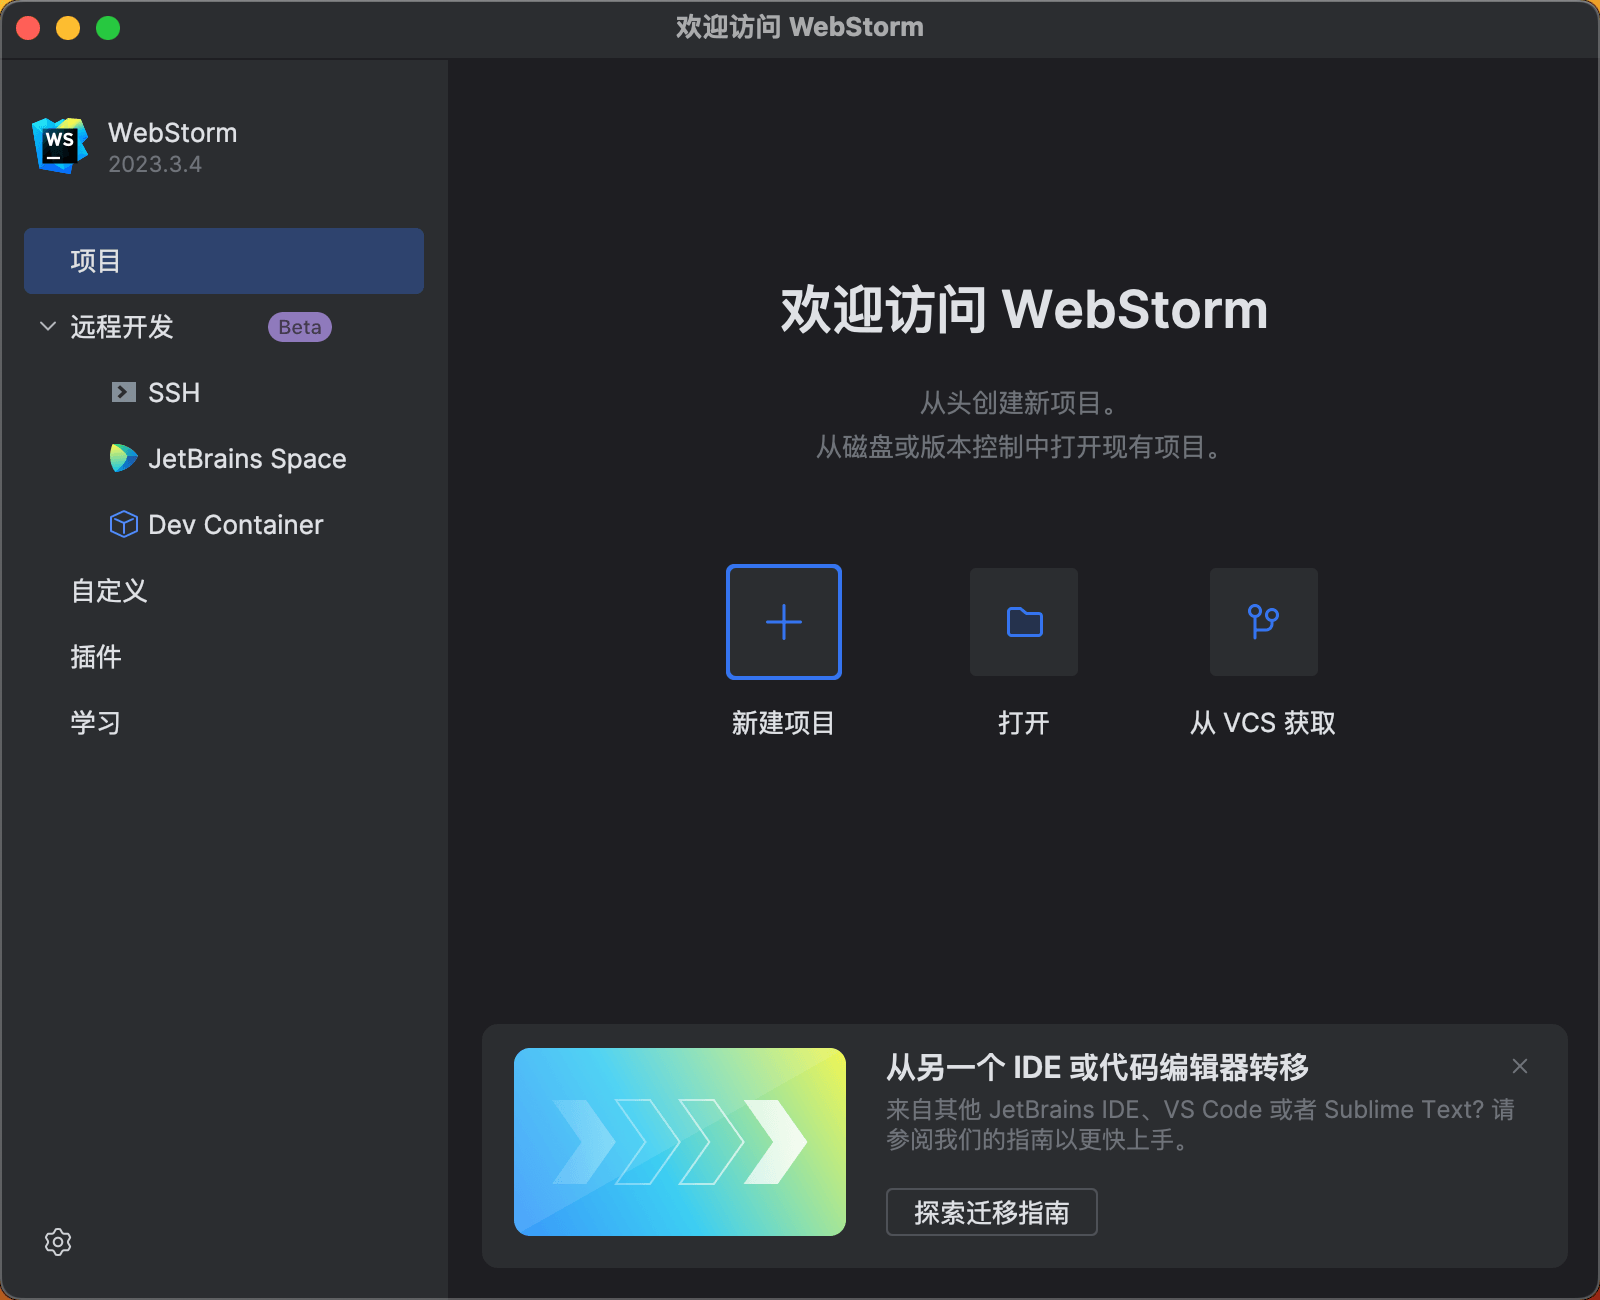 欢迎访问 WebStorm
WS
WebStorm
2023.3.4
项目
远程开发 Beta
SSH
JetBrains Space
Dev Container
自定义
插件
学习
欢迎访问 WebStorm
从头创建新项目。
从磁盘或版本控制中打开现有项目。
新建项目
打开
从 VCS 获取
从另一个 IDE 或代码编辑器转移
来自其他 JetBrains IDE、VS Code 或者 Sublime Text? 请
参阅我们的指南以更快上手。
探索迁移指南